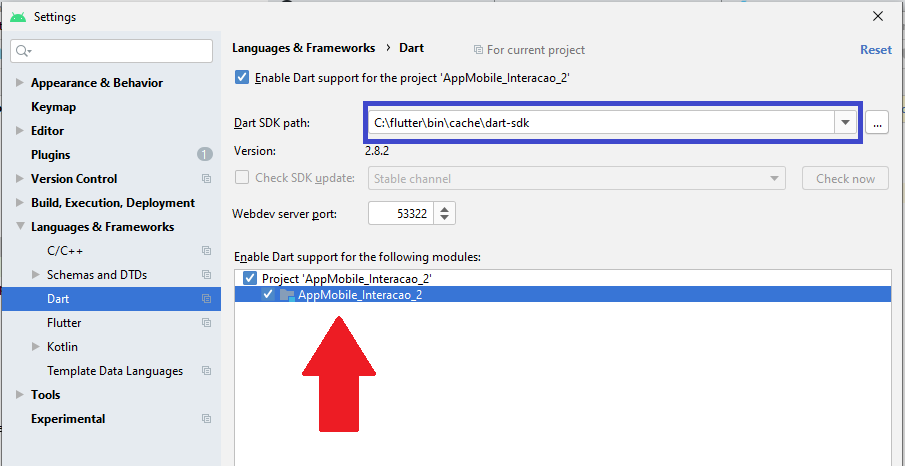 Settings
Languages & Frameworks › Dart
For current project
Reset
Appearance & Behavior
Keymap
Editor
Plugins
1
Version Control
Build, Execution, Deployment
Languages & Frameworks
C/C++
Schemas and DTDs
Dart
Flutter
Kotlin
Template Data Languages
Tools
Experimental
Enable Dart support for the project 'AppMobile_Interacao_2'
Dart SDK path:
C:\flutter\bin\cache\dart-sdk
...
Version:
2.8.2
Check SDK update:
Stable channel
Check now
Webdev server port:
53322
Enable Dart support for the following modules:
Project 'AppMobile_Interacao_2'
AppMobile_Interacao_2